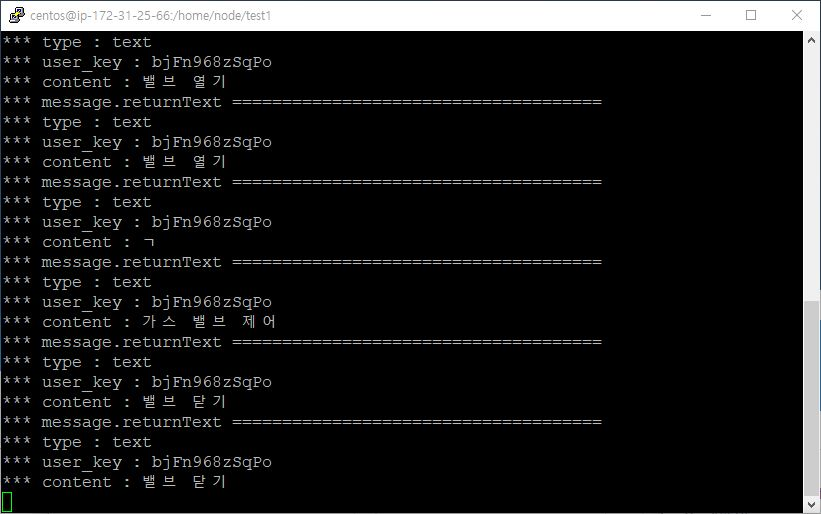 centos@ip-172-31-25-66:/home/node/test1
*** type : text
*** user_key : bjFn968zSqPo
*** content : 밸브 열기
*** message.returnText =====================================
*** type : text
*** user_key : bjFn968zSqPo
*** content : 밸브 열기
*** message.returnText =====================================
*** type : text
*** user_key : bjFn968zSqPo
*** content : ㄱ
*** message.returnText =====================================
*** type : text
*** user_key : bjFn968zSqPo
*** content : 가스 밸브 제어
*** message.returnText =====================================
*** type : text
*** user_key : bjFn968zSqPo
*** content : 밸브 닫기
*** message.returnText =====================================
*** type : text
*** user_key : bjFn968zSqPo
*** content : 밸브 닫기